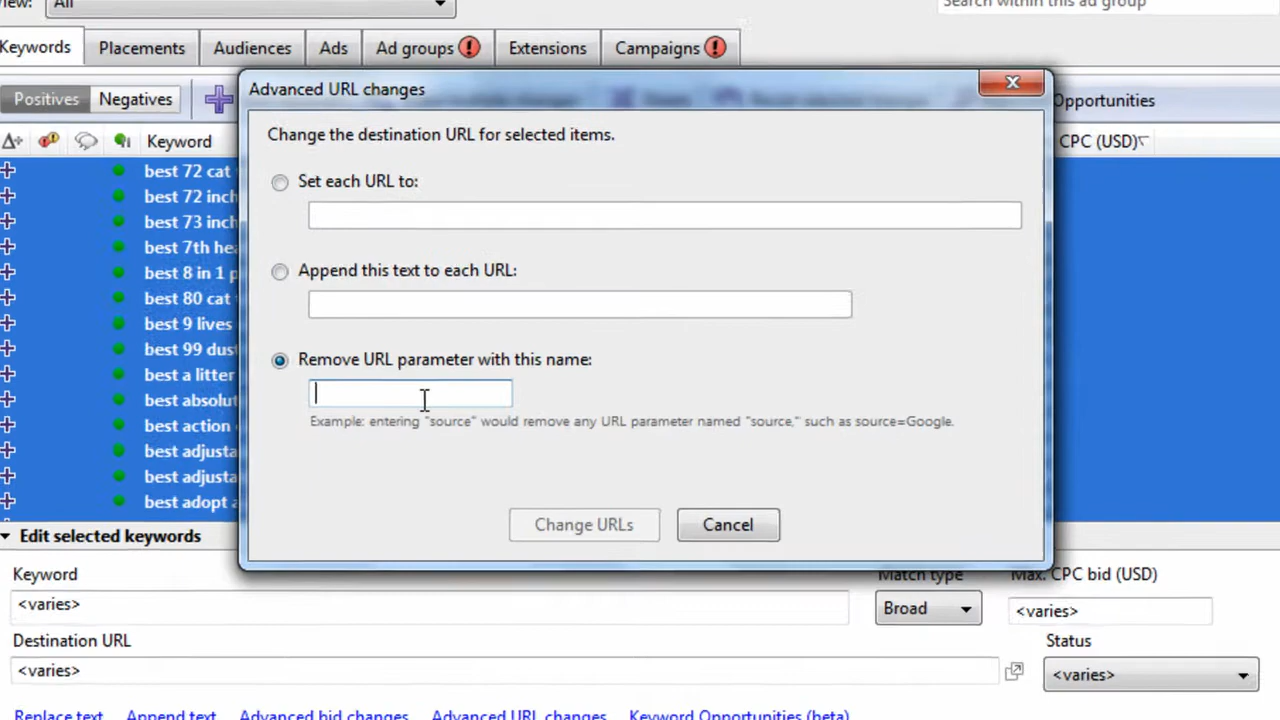 view: All
Search within this ad group
Keywords Placements Audiences Ads Ad groups Extensions Campaigns
Positives Negatives
Opportunities
Keyword
CPC (USD)
best 72 cat
best 72 inch
best 73 inch
best 7th hea
best 8 in 1 p
best 80 cat
best 9 lives
best 99 dust
best a litter
best absolut
best action
best adjusta
best adjusta
best adopt a
Advanced URL changes
Change the destination URL for selected items.
Set each URL to:
Append this text to each URL:
Remove URL parameter with this name:
Example: entering "source" would remove any URL parameter named "source," such as source=Google.
Change URLs Cancel
Edit selected keywords
Keyword Match type Max. CPC bid (USD)
<varies> Broad <varies>
Destination URL Status
<varies> <varies>
Replace text Append text Advanced bid changes Advanced URL changes Keyword Opportunities (beta)